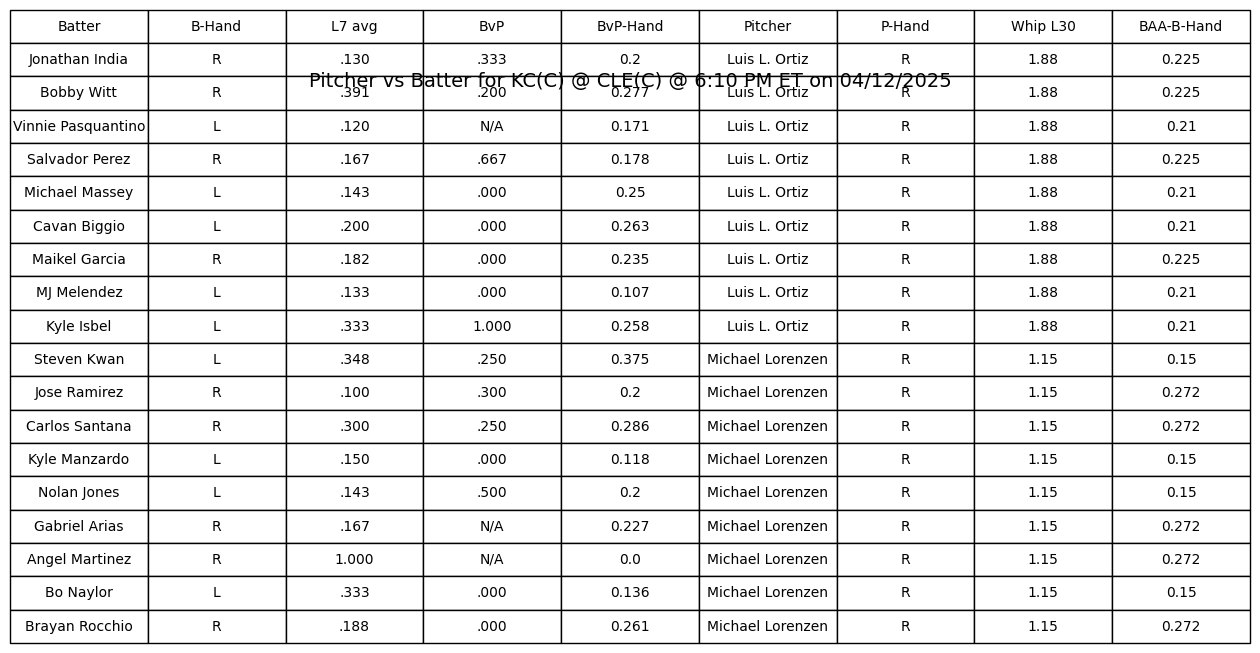 Batter B-Hand L7 avg BvP BvP-Hand Pitcher P-Hand Whip L30 BAA-B-Hand
Jonathan India R .130 .333 0.2 Luis L. Ortiz R 1.88 0.225
Pitcher vs Batter for KC(C) @ CLE(C) @ 6:10 PM ET on 04/12/2025
Bobby Witt R .391 .200 0.277 Luis L. Ortiz R 1.88 0.225
Vinnie Pasquantino L .120 N/A 0.171 Luis L. Ortiz R 1.88 0.21
Salvador Perez R .167 .667 0.178 Luis L. Ortiz R 1.88 0.225
Michael Massey L .143 .000 0.25 Luis L. Ortiz R 1.88 0.21
Cavan Biggio L .200 .000 0.263 Luis L. Ortiz R 1.88 0.21
Maikel Garcia R .182 .000 0.235 Luis L. Ortiz R 1.88 0.225
MJ Melendez L .133 .000 0.107 Luis L. Ortiz R 1.88 0.21
Kyle Isbel L .333 1.000 0.258 Luis L. Ortiz R 1.88 0.21
Steven Kwan L .348 .250 0.375 Michael Lorenzen R 1.15 0.15
Jose Ramirez R .100 .300 0.2 Michael Lorenzen R 1.15 0.272
Carlos Santana R .300 .250 0.286 Michael Lorenzen R 1.15 0.272
Kyle Manzardo L .150 .000 0.118 Michael Lorenzen R 1.15 0.15
Nolan Jones L .143 .500 0.2 Michael Lorenzen R 1.15 0.15
Gabriel Arias R .167 N/A 0.227 Michael Lorenzen R 1.15 0.272
Angel Martinez R 1.000 N/A 0.0 Michael Lorenzen R 1.15 0.272
Bo Naylor L .333 .000 0.136 Michael Lorenzen R 1.15 0.15
Brayan Rocchio R .188 .000 0.261 Michael Lorenzen R 1.15 0.272